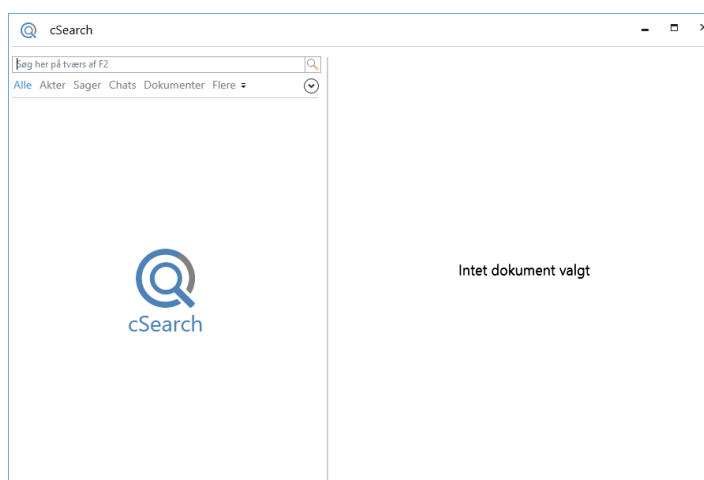 cSearch
Søg her på tværs af F2
Alle Akter Sager Chats Dokumenter Flere
cSearch
Intet dokument valgt